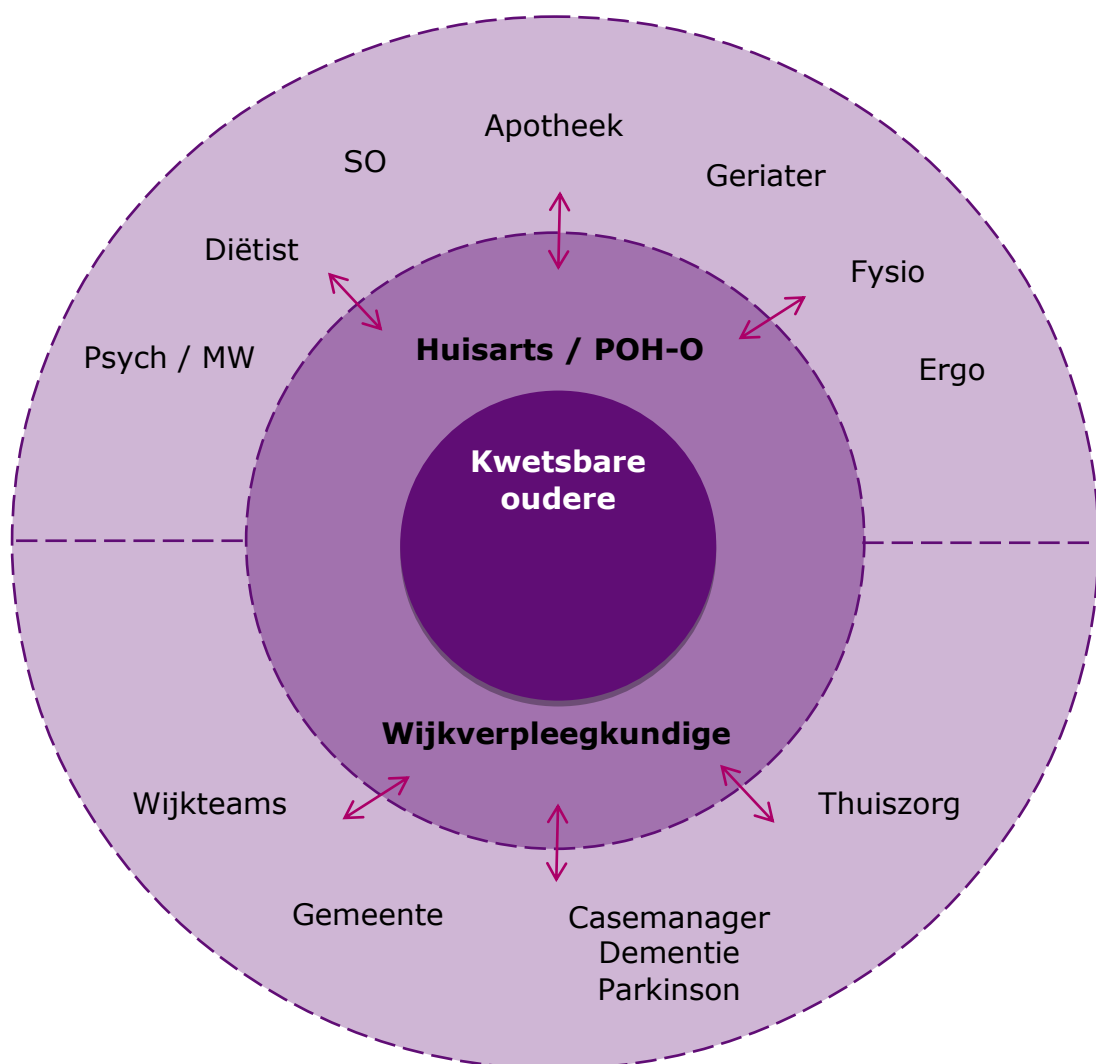 Apotheek
SO
Geriater
Diëtist
Fysio
Psych / MW
Huisarts / POH-O
Ergo
Kwetsbare
oudere
Wijkverpleegkundige
Wijkteams
Thuiszorg
Gemeente
Casemanager
Dementie
Parkinson